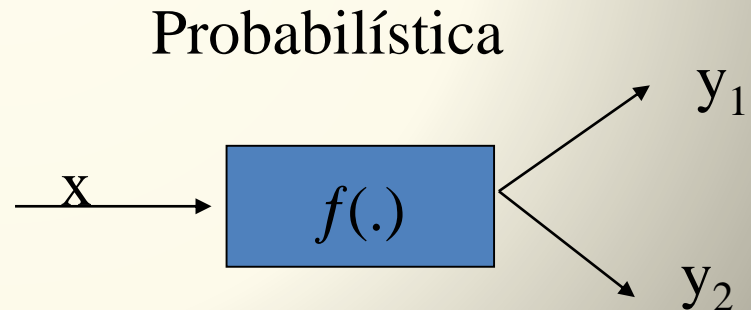 Probabilística
y₁
x
f(.)
y₂